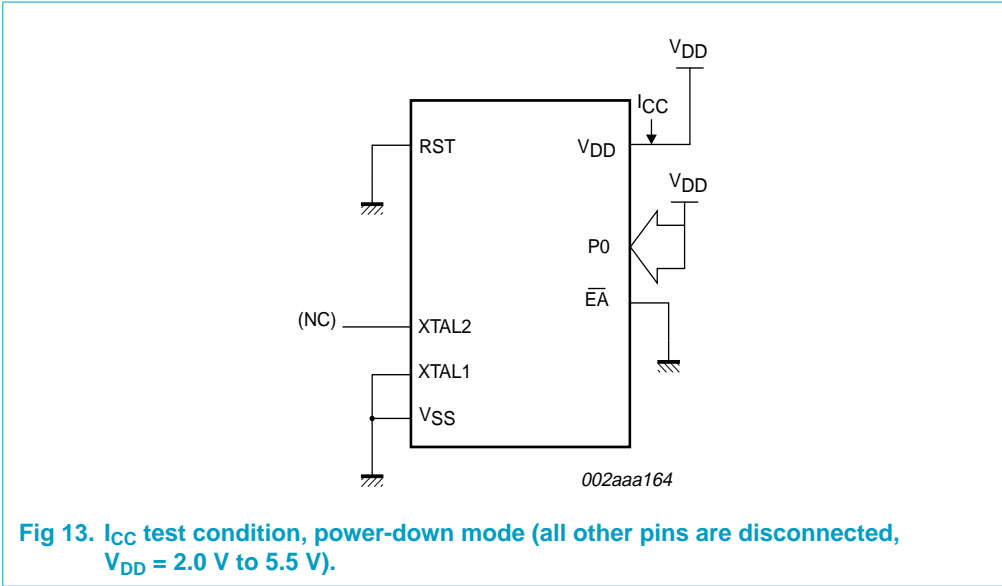 VDD
ICC
RST
VDD
VDD
P0
EA
(NC)
XTAL2
XTAL1
VSS
002aaa164
Fig 13. ICC test condition, power-down mode (all other pins are disconnected,
VDD = 2.0 V to 5.5 V).